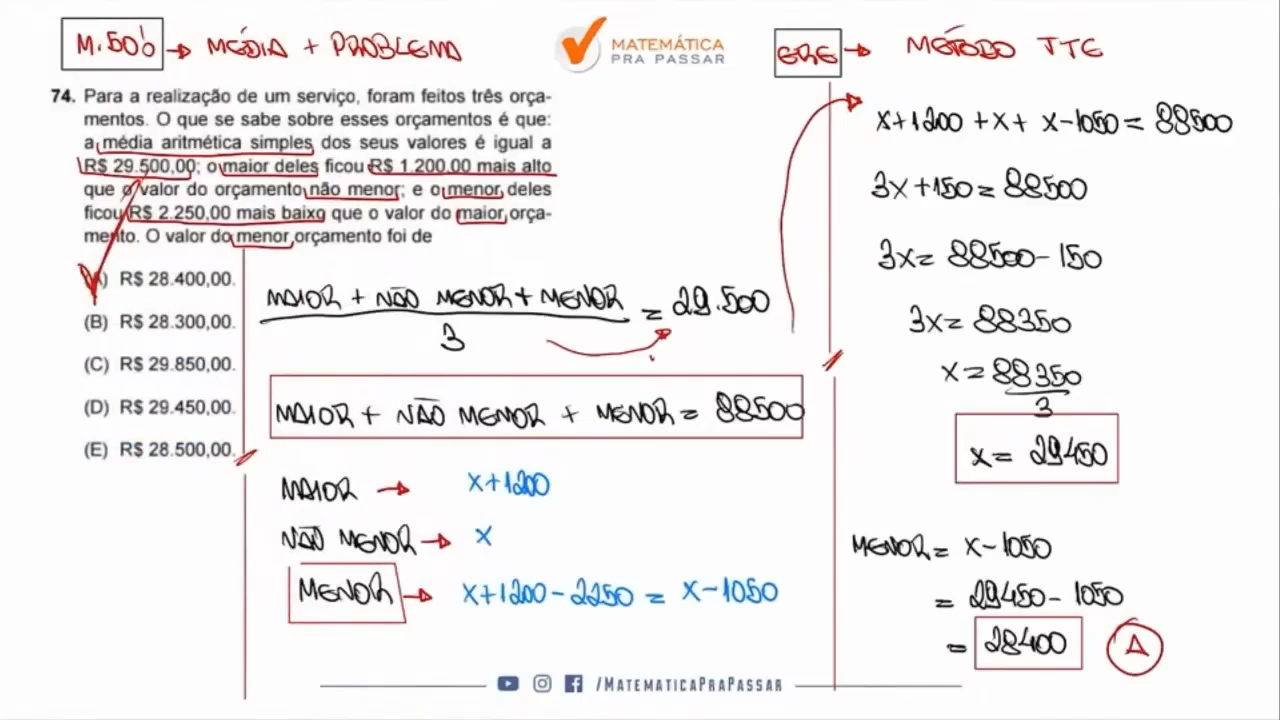 M.500 → MÉDIA + PROBLEMA
MATEMÁTICA
PRA PASSAR
→ MÉTODO TTE
74. Para a realização de um serviço, foram feitos três orça-
mentos. O que se sabe sobre esses orçamentos é que:
a média aritmética simples dos seus valores é igual a
R$ 29.500,00; o maior deles ficou R$ 1.200,00 mais alto
que o valor do orçamento não menor; e o menor deles
ficou R$ 2.250,00 mais baixo que o valor do maior orça-
mento. O valor do menor orçamento foi de
(A) R$ 28.400,00.
(B) R$ 28.300,00.
(C) R$ 29.850,00.
(D) R$ 29.450,00.
(E) R$ 28.500,00.
MAIOR + NÃO MENOR + MENOR
3
= 29.500
MAIOR + NÃO MENOR + MENOR = 88500
MAIOR → x+1200
NÃO MENOR → x
MENOR → x+1200-2250 = x-1050
x+1200 +x+ x-1050 = 88500
3x+150 = 88500
3x = 88500-150
3x = 88350
x = 88350
3
x = 29450
MENOR = x-1050
= 29450-1050
= 28400 A
/MATEMATICAPRAPASSAR